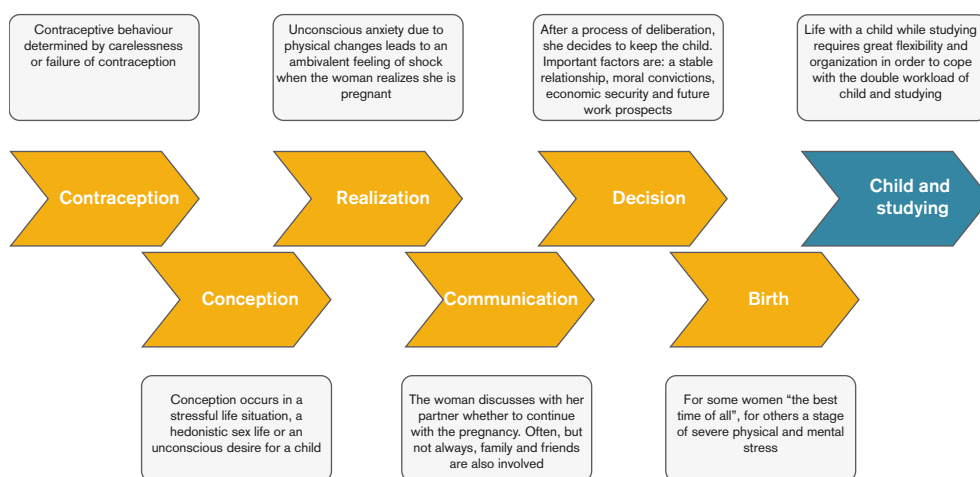 Contraceptive behaviour
determined by carelessness
or failure of contraception
Unconscious anxiety due to
physical changes leads to an
ambivalent feeling of shock
when the woman realizes she is
pregnant
After a process of deliberation,
she decides to keep the child.
Important factors are: a stable
relationship, moral convictions,
economic security and future
work prospects
Life with a child while studying
requires great flexibility and
organization in order to cope
with the double workload of
child and studying
Contraception
Realization
Decision
Child and
studying
Conception
Communication
Birth
Conception occurs in a
stressful life situation, a
hedonistic sex life or an
unconscious desire for a child
The woman discusses with her
partner whether to continue
with the pregnancy. Often, but
not always, family and friends
are also involved
For some women “the best
time of all”, for others a stage
of severe physical and mental
stress